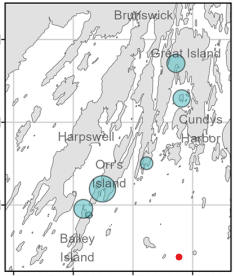 Brunswick
Great Island
Cundys
Harbor
Harpswell
Orr's
Island
Bailey
Island